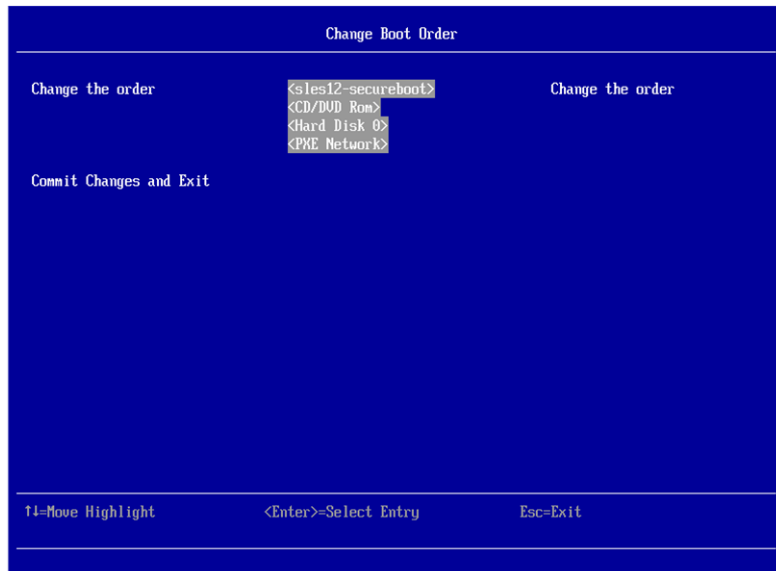 Change Boot Order
Change the order <sles12-secureboot> Change the order
<CD/DVD Rom>
<Hard Disk 0>
<PXE Network>
Commit Changes and Exit
↑↓=Move Highlight <Enter>=Select Entry Esc=Exit